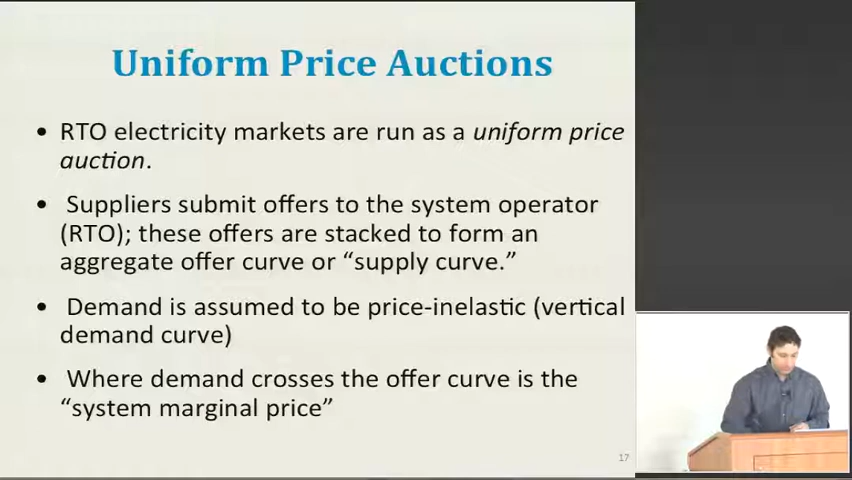 Uniform Price Auctions
• RTO electricity markets are run as a uniform price
auction.
• Suppliers submit offers to the system operator
(RTO); these offers are stacked to form an
aggregate offer curve or “supply curve.”
• Demand is assumed to be price-inelastic (vertical
demand curve)
• Where demand crosses the offer curve is the
“system marginal price”
17